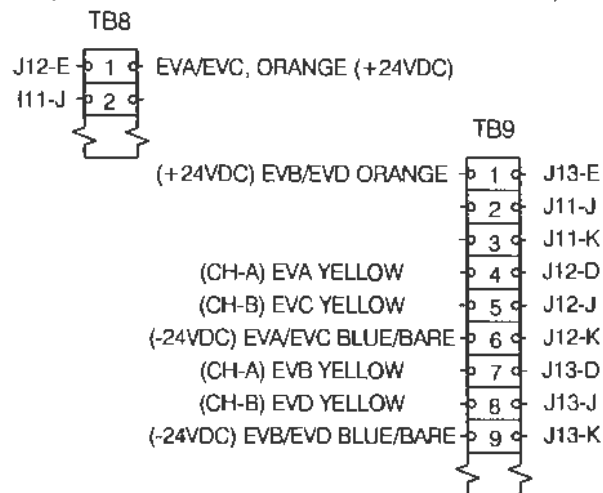 TB8
J12-E 1 EVA/EVC, ORANGE (+24VDC)
I11-J 2
TB9
(+24VDC) EVB/EVD ORANGE 1 J13-E
2 J11-J
3 J11-K
(CH-A) EVA YELLOW 4 J12-D
(CH-B) EVC YELLOW 5 J12-J
(-24VDC) EVA/EVC BLUE/BARE 6 J12-K
(CH-A) EVB YELLOW 7 J13-D
(CH-B) EVD YELLOW 8 J13-J
(-24VDC) EVB/EVD BLUE/BARE 9 J13-K